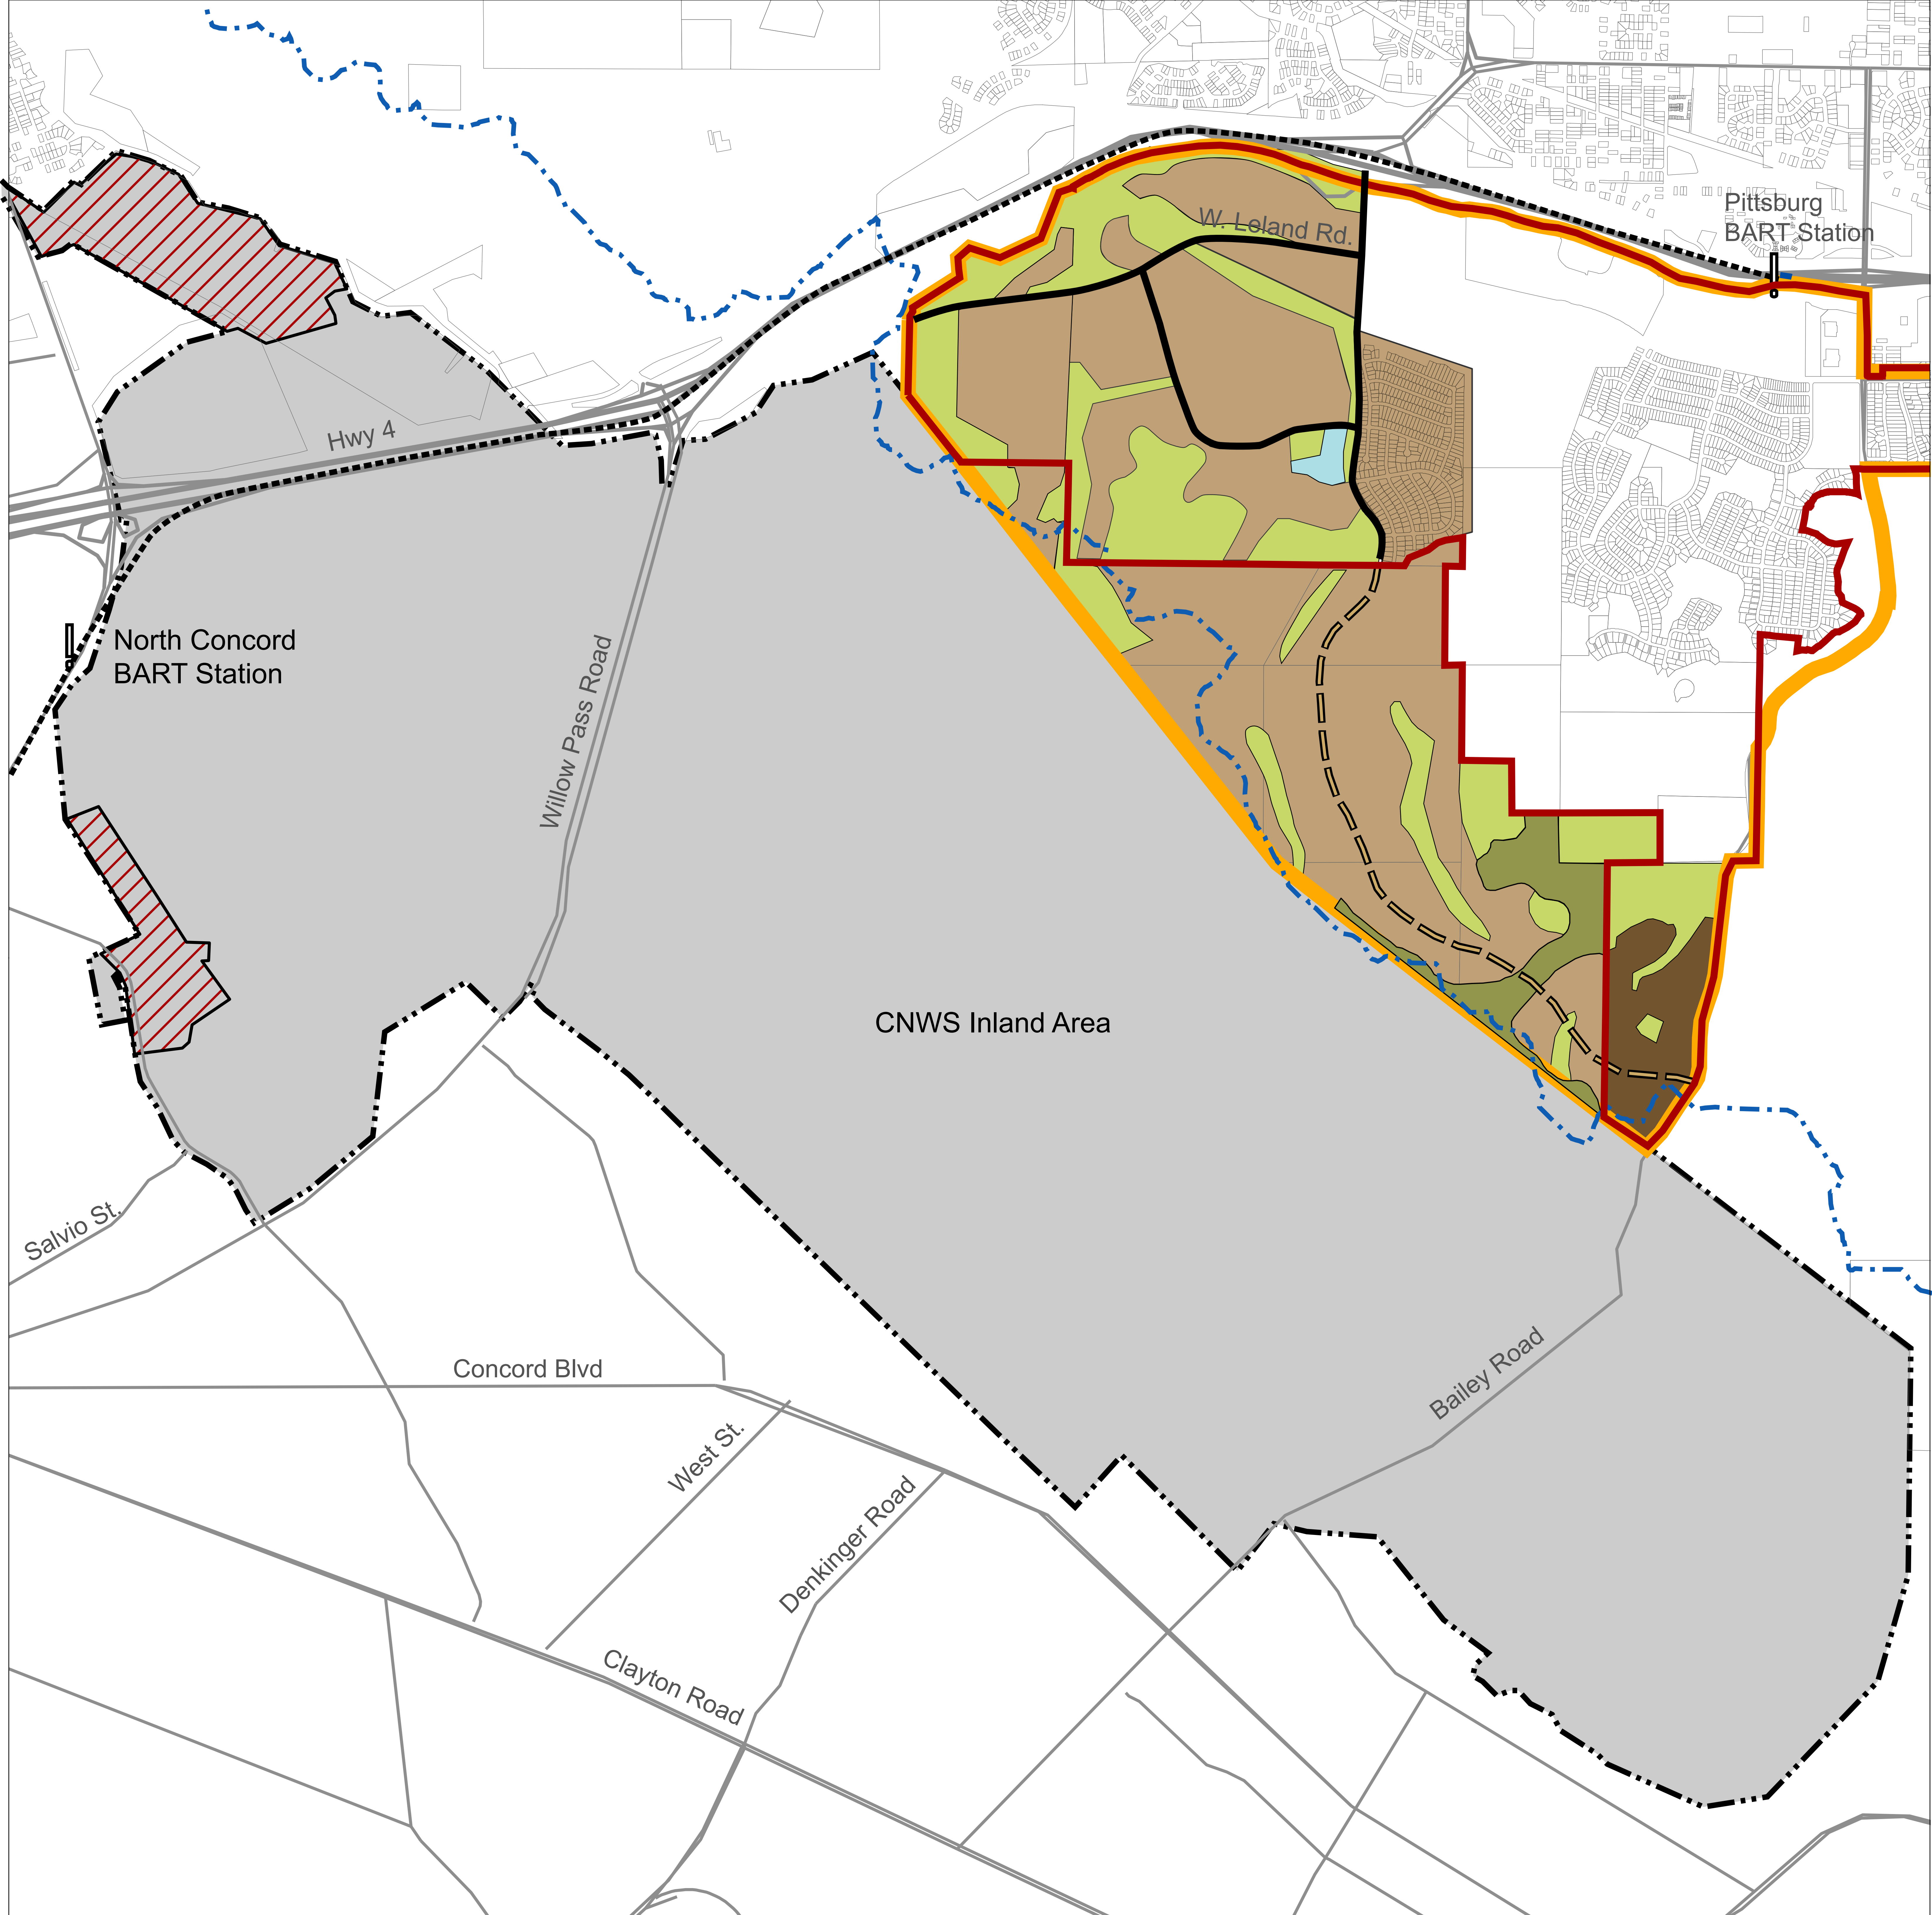 Pittsburg
BART Station
W. Leland Rd.
Hwy 4
North Concord
BART Station
Willow Pass Road
CNWS Inland Area
Salvio St.
Concord Blvd
Bailey Road
West St.
Denkinger Road
Clayton Road